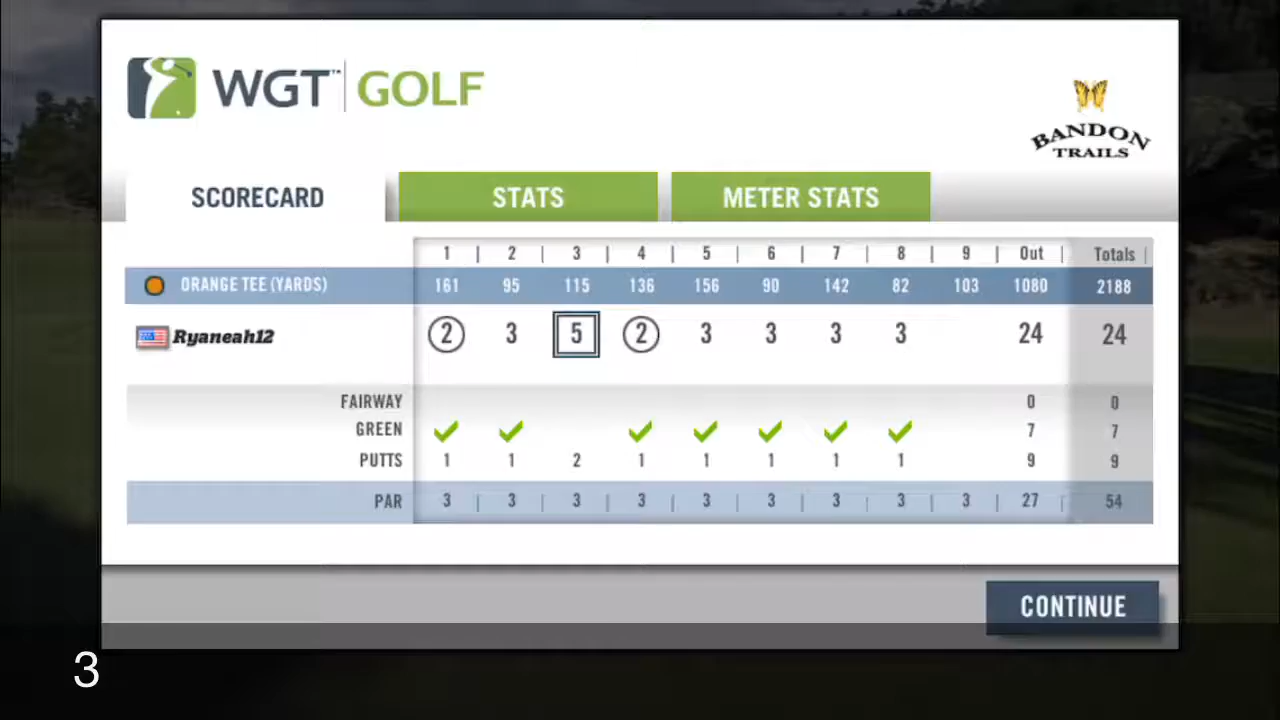 WGT™ | GOLF
BANDON
TRAILS
SCORECARD STATS METER STATS
1 | 2 | 3 | 4 | 5 | 6 | 7 | 8 | 9 | Out | Totals |
ORANGE TEE (YARDS) 161 95 115 136 156 90 142 82 103 1080 2188
Ryaneah12 2 3 5 2 3 3 3 3 24 24
FAIRWAY 0 0
GREEN ✓ ✓ ✓ ✓ ✓ ✓ ✓ 7 7
PUTTS 1 1 2 1 1 1 1 1 9 9
PAR 3 | 3 | 3 | 3 | 3 | 3 | 3 | 3 | 3 | 27 | 54
CONTINUE
3